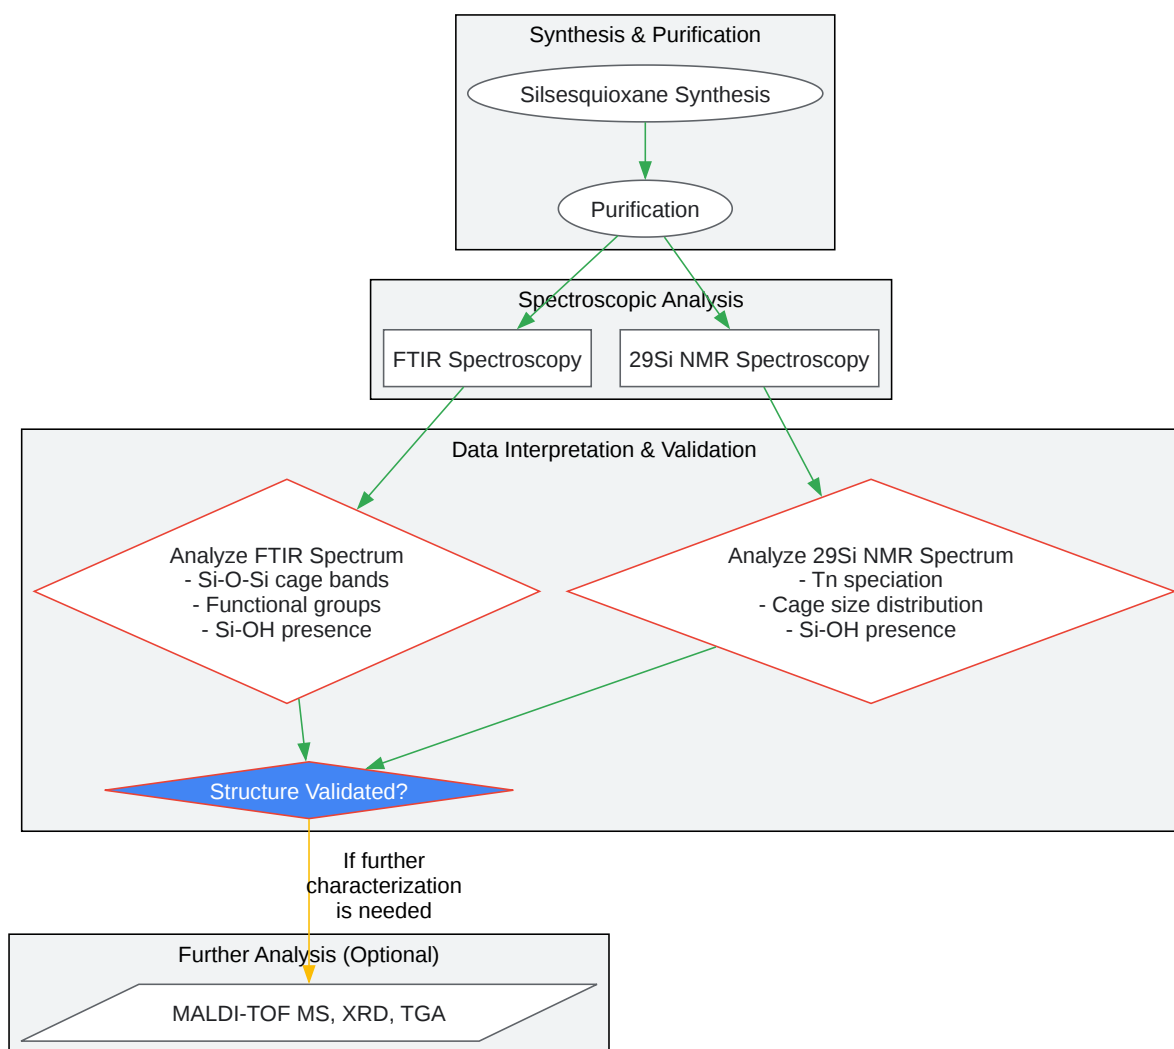 Synthesis & Purification
Silsesquioxane Synthesis
Purification
Spectroscopic Analysis
FTIR Spectroscopy
29Si NMR Spectroscopy
Data Interpretation & Validation
Analyze FTIR Spectrum
- Si-O-Si cage bands
- Functional groups
- Si-OH presence
Analyze 29Si NMR Spectrum
- Tn speciation
- Cage size distribution
- Si-OH presence
Structure Validated?
If further
characterization
is needed
Further Analysis (Optional)
MALDI-TOF MS, XRD, TGA